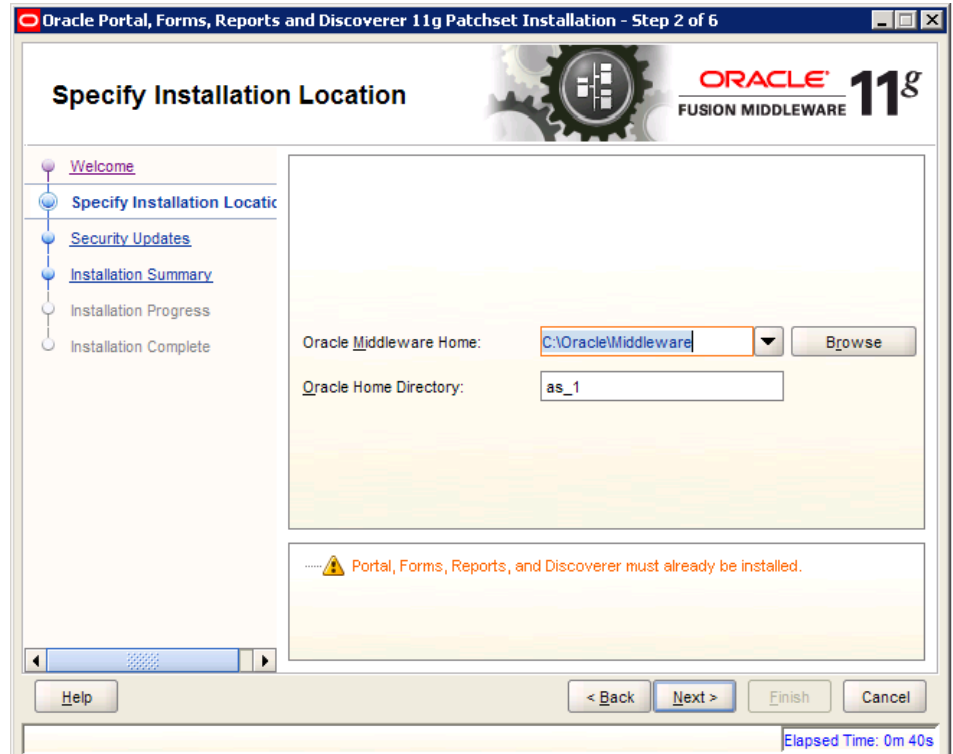 Oracle Portal, Forms, Reports and Discoverer 11g Patchset Installation - Step 2 of 6
Specify Installation Location
ORACLE
FUSION MIDDLEWARE
11g
Welcome
Specify Installation Locatio
Security Updates
Installation Summary
Installation Progress
Installation Complete
Oracle Middleware Home:
C:\Oracle\Middleware
Browse
Oracle Home Directory:
as_1
Portal, Forms, Reports, and Discoverer must already be installed.
Help
< Back
Next >
Finish
Cancel
Elapsed Time: 0m 40s